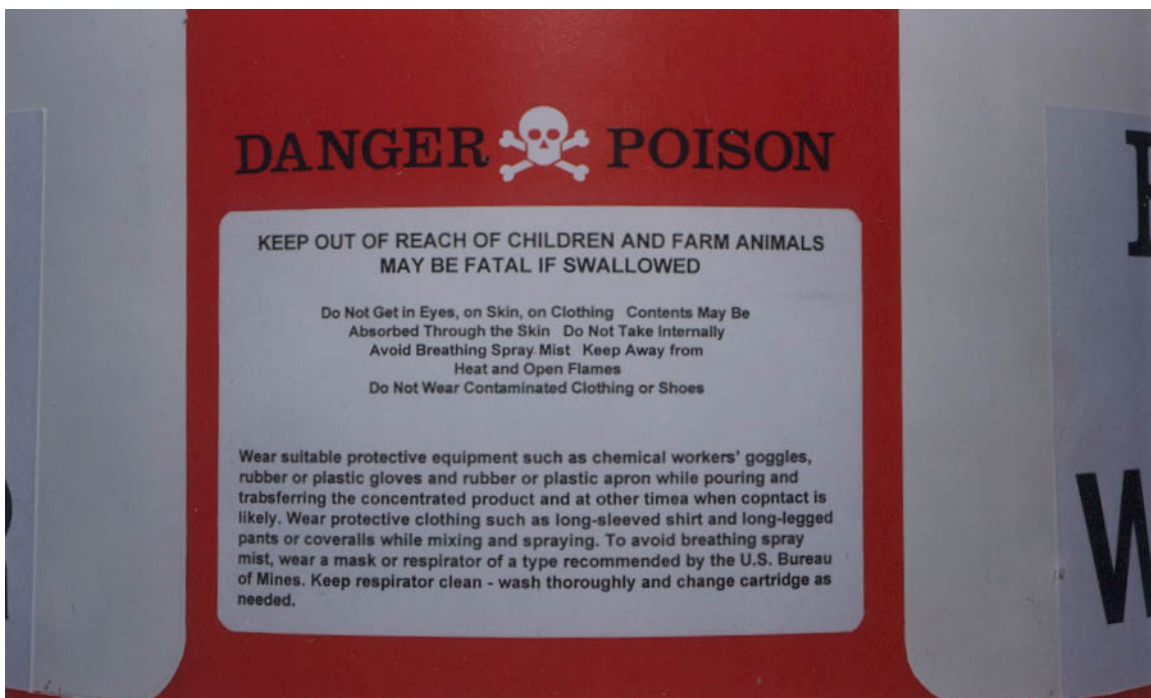 DANGER POISON
KEEP OUT OF REACH OF CHILDREN AND FARM ANIMALS
MAY BE FATAL IF SWALLOWED
Do Not Get in Eyes, on Skin, on Clothing Contents May Be
Absorbed Through the Skin Do Not Take Internally
Avoid Breathing Spray Mist Keep Away from
Heat and Open Flames
Do Not Wear Contaminated Clothing or Shoes
Wear suitable protective equipment such as chemical workers' goggles,
rubber or plastic gloves and rubber or plastic apron while pouring and
trabsferring the concentrated product and at other timea when copntact is
likely. Wear protective clothing such as long-sleeved shirt and long-legged
pants or coveralls while mixing and spraying. To avoid breathing spray
mist, wear a mask or respirator of a type recommended by the U.S. Bureau
of Mines. Keep respirator clean - wash thoroughly and change cartridge as
needed.